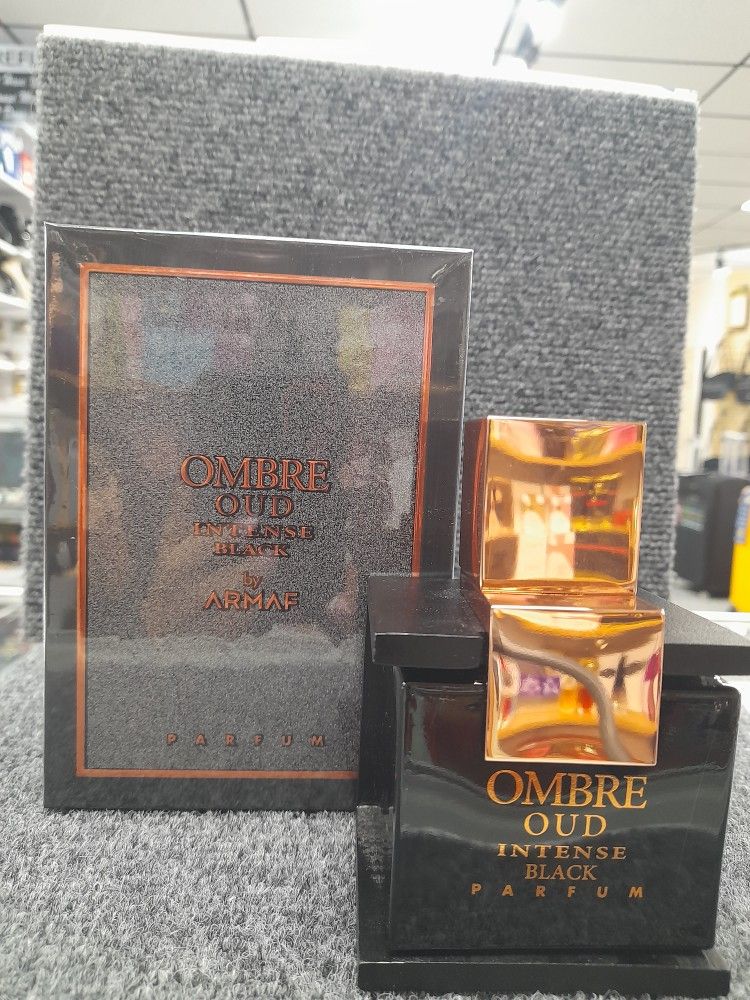 OMBRE
OUD
INTENSE
BLACK
by
ARMAF
PARFUM
OMBRE
OUD
INTENSE
BLACK
PARFUM